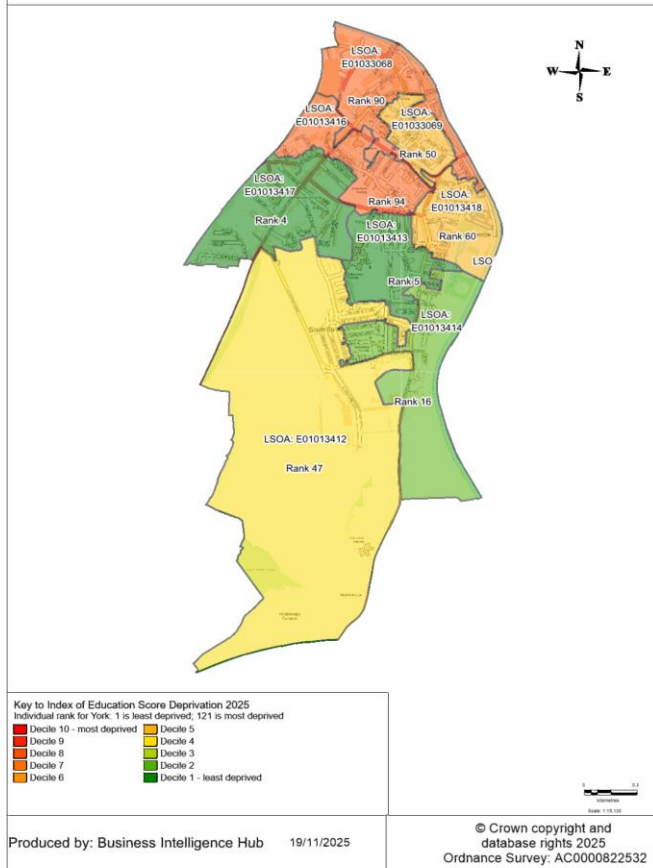 N
W E
S
LSOA:
E01033068
Rank 90
LSOA:
E01013416
LSOA:
E01033069
Rank 50
LSOA:
E01013417
Rank 4
Rank 94
LSOA:
E01013418
Rank 60
LSOA:
E01013413
LSO
Rank 5
LSOA:
E01013414
Rank 16
LSOA: E01013412
Rank 47
Key to Index of Education Score Deprivation 2025
Individual rank for York: 1 is least deprived; 121 is most deprived
Decile 10 - most deprived
Decile 9
Decile 8
Decile 7
Decile 6
Decile 5
Decile 4
Decile 3
Decile 2
Decile 1 - least deprived
Produced by: Business Intelligence Hub 19/11/2025
© Crown copyright and
database rights 2025
Ordnance Survey: AC0000822532